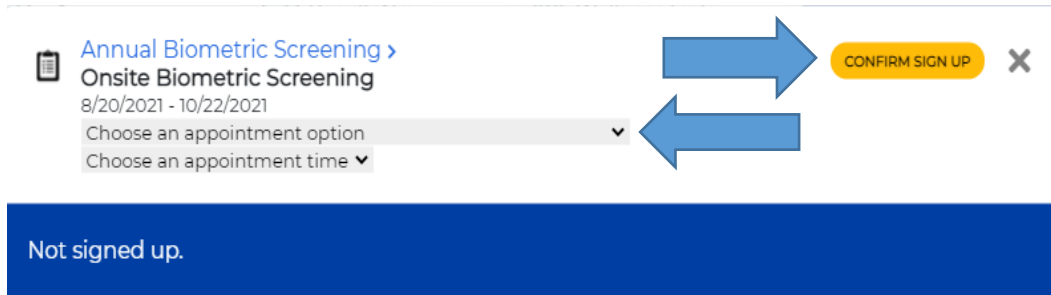 Annual Biometric Screening >
Onsite Biometric Screening
8/20/2021 - 10/22/2021
Choose an appointment option
Choose an appointment time
CONFIRM SIGN UP
Not signed up.